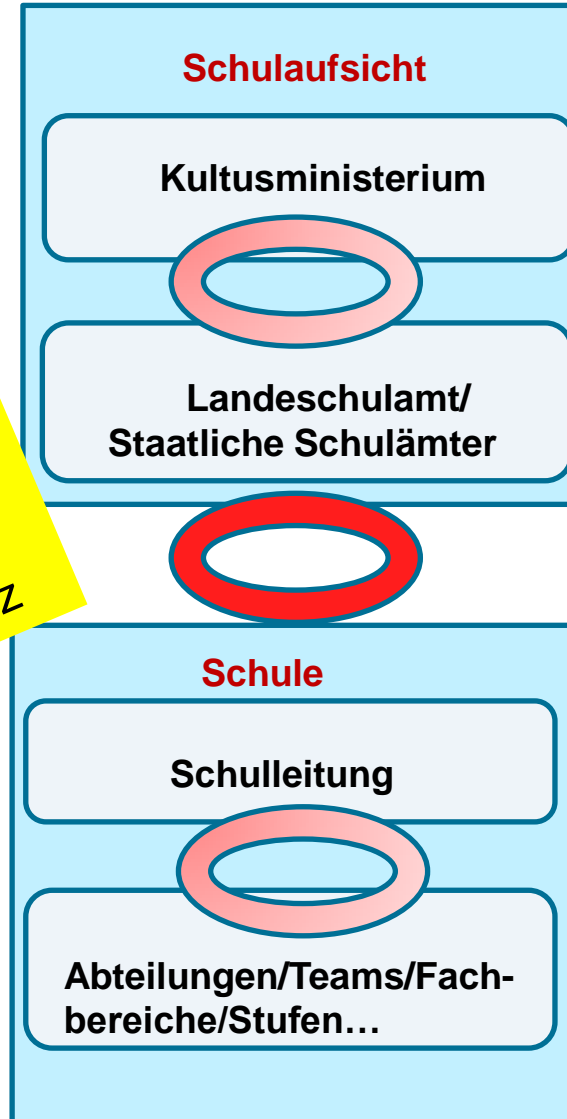 Schulaufsicht
Kultusministerium
Landeschulamt/
Staatliche Schulämter
Schule
Schulleitung
Abteilungen/Teams/Fach-
bereiche/Stufen…